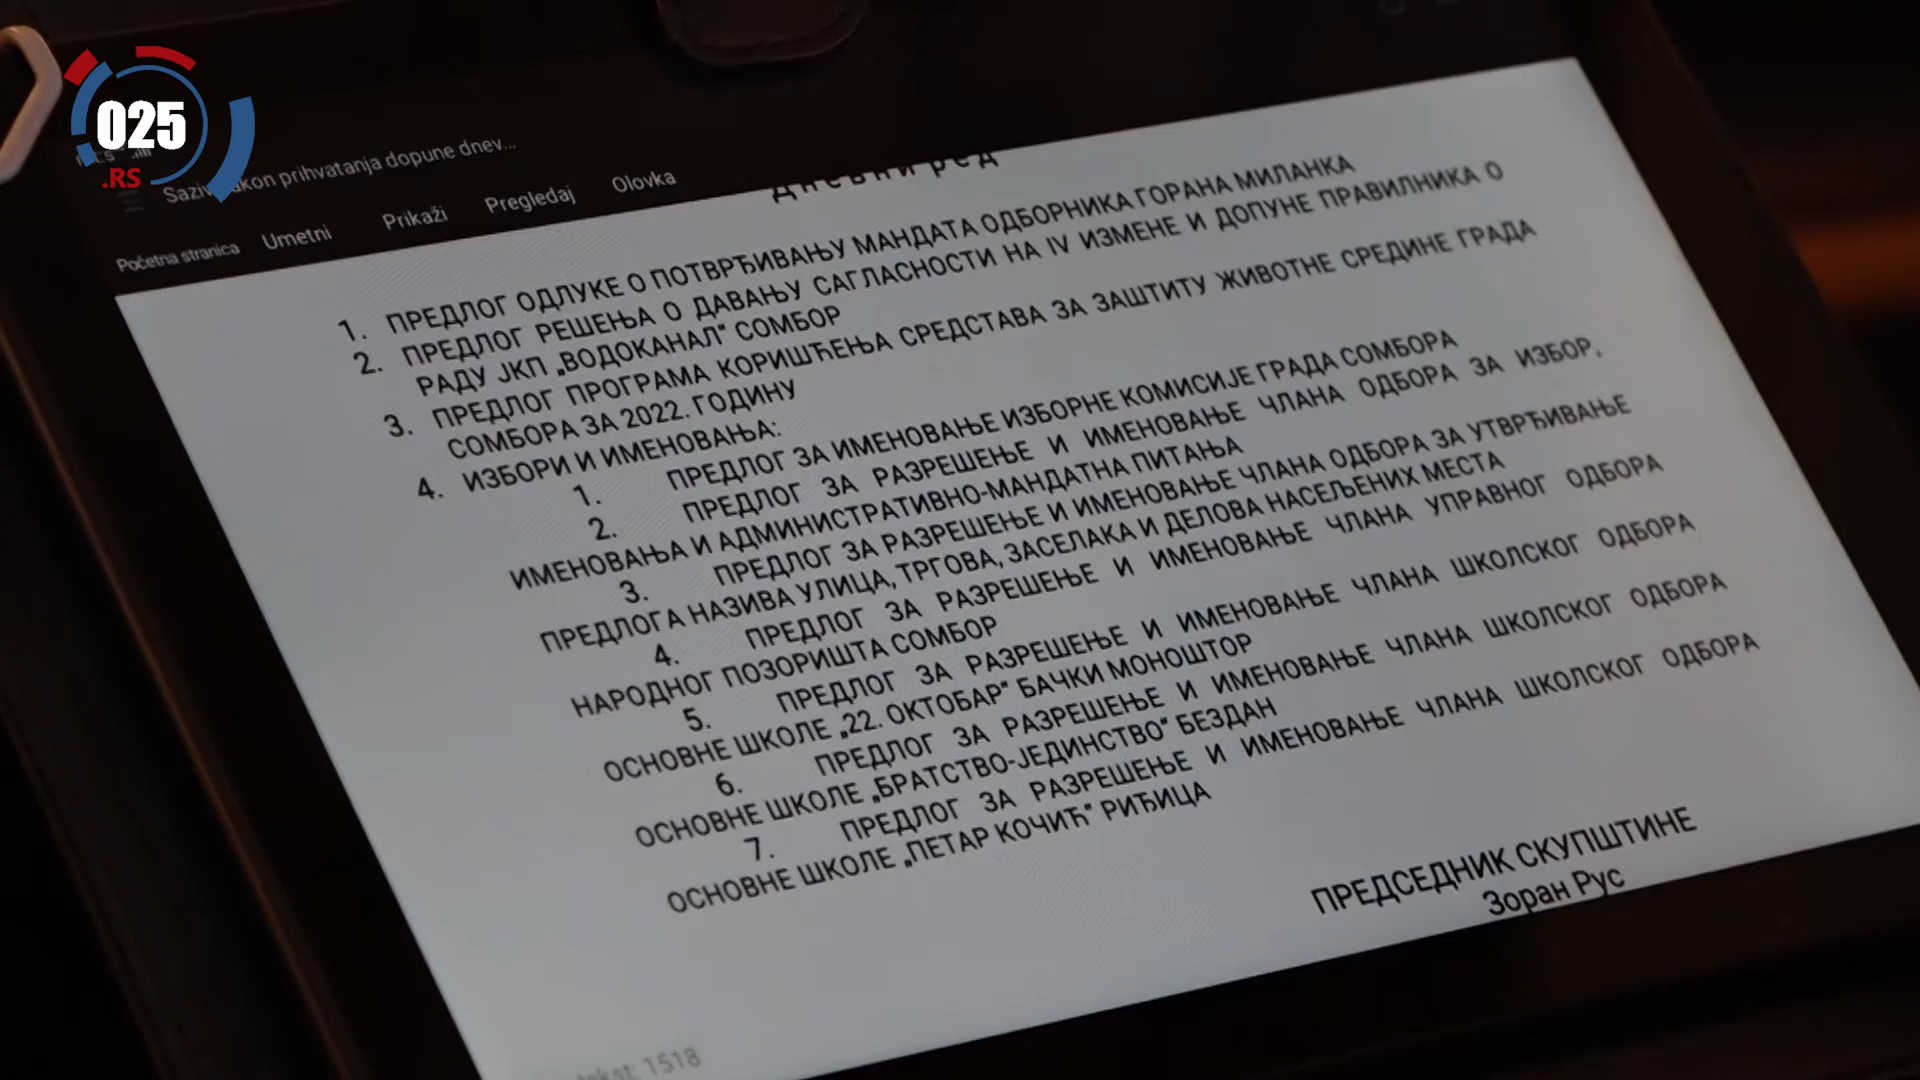 025
.RS
prihvatanja dopune dnev...
Početna stranica Umetni Prikaži Pregledaj Olovka
Дневни ред
1. ПРЕДЛОГ ОДЛУКЕ О ПОТВРЂИВАЊУ МАНДАТА ОДБОРНИКА ГОРАНА МИЛАНКА
2. ПРЕДЛОГ РЕШЕЊА О ДАВАЊУ САГЛАСНОСТИ НА IV ИЗМЕНЕ И ДОПУНЕ ПРАВИЛНИКА О
РАДУ ЈКП „ВОДОКАНАЛ" СОМБОР
3. ПРЕДЛОГ ПРОГРАМА КОРИШЋЕЊА СРЕДСТАВА ЗА ЗАШТИТУ ЖИВОТНЕ СРЕДИНЕ ГРАДА
СОМБОРА ЗА 2022. ГОДИНУ
4. ИЗБОРИ И ИМЕНОВАЊА:
1. ПРЕДЛОГ ЗА ИМЕНОВАЊЕ ИЗБОРНЕ КОМИСИЈЕ ГРАДА СОМБОРА
2. ПРЕДЛОГ ЗА РАЗРЕШЕЊЕ И ИМЕНОВАЊЕ ЧЛАНА ОДБОРА ЗА ИЗБОР,
ИМЕНОВАЊА И АДМИНИСТРАТИВНО-МАНДАТНА ПИТАЊА
3. ПРЕДЛОГ ЗА РАЗРЕШЕЊЕ И ИМЕНОВАЊЕ ЧЛАНА ОДБОРА ЗА УТВРЂИВАЊЕ
ПРЕДЛОГА НАЗИВА УЛИЦА, ТРГОВА, ЗАСЕЛАКА И ДЕЛОВА НАСЕЉЕНИХ МЕСТА
4. ПРЕДЛОГ ЗА РАЗРЕШЕЊЕ И ИМЕНОВАЊЕ ЧЛАНА УПРАВНОГ ОДБОРА
НАРОДНОГ ПОЗОРИШТА СОМБОР
5. ПРЕДЛОГ ЗА РАЗРЕШЕЊЕ И ИМЕНОВАЊЕ ЧЛАНА ШКОЛСКОГ ОДБОРА
ОСНОВНЕ ШКОЛЕ „22. ОКТОБАР" БАЧКИ МОНОШТОР
6. ПРЕДЛОГ ЗА РАЗРЕШЕЊЕ И ИМЕНОВАЊЕ ЧЛАНА ШКОЛСКОГ ОДБОРА
ОСНОВНЕ ШКОЛЕ „БРАТСТВО-ЈЕДИНСТВО" БЕЗДАН
7. ПРЕДЛОГ ЗА РАЗРЕШЕЊЕ И ИМЕНОВАЊЕ ЧЛАНА ШКОЛСКОГ ОДБОРА
ОСНОВНЕ ШКОЛЕ „ПЕТАР КОЧИЋ" РИЂИЦА
ПРЕДСЕДНИК СКУПШТИНЕ
Зоран Рус
1518